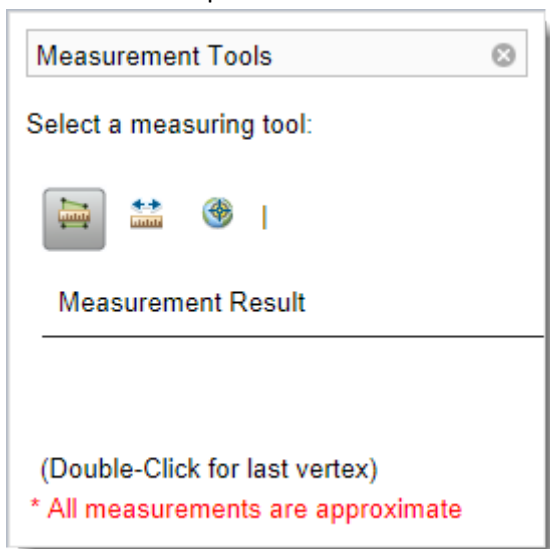 Measurement Tools
Select a measuring tool:
Measurement Result
(Double-Click for last vertex)
* All measurements are approximate